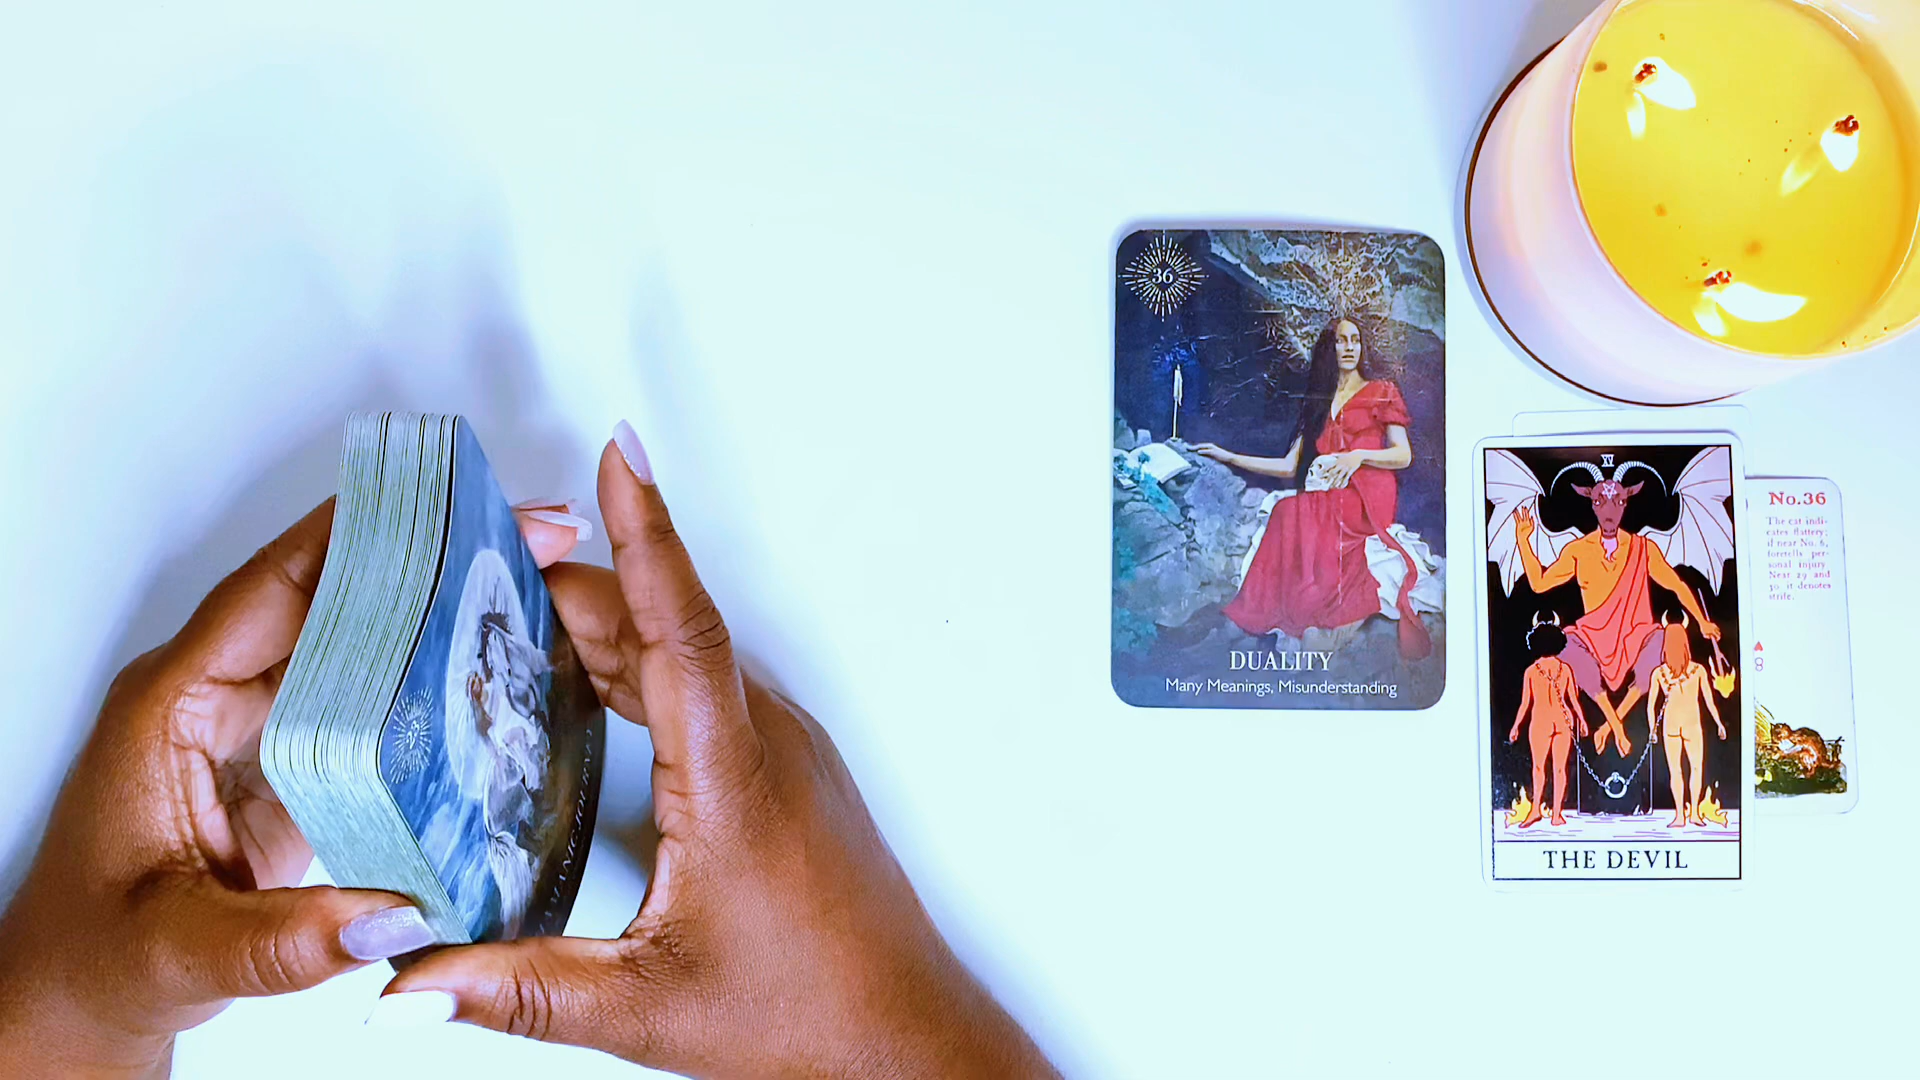 36
DUALITY
Many Meanings, Misunderstanding
XV
THE DEVIL
No.36
The cat indi-
cates flattery;
if near No. 6,
foretells per-
sonal injury.
Near 29 and
30 it denotes
strife.
8